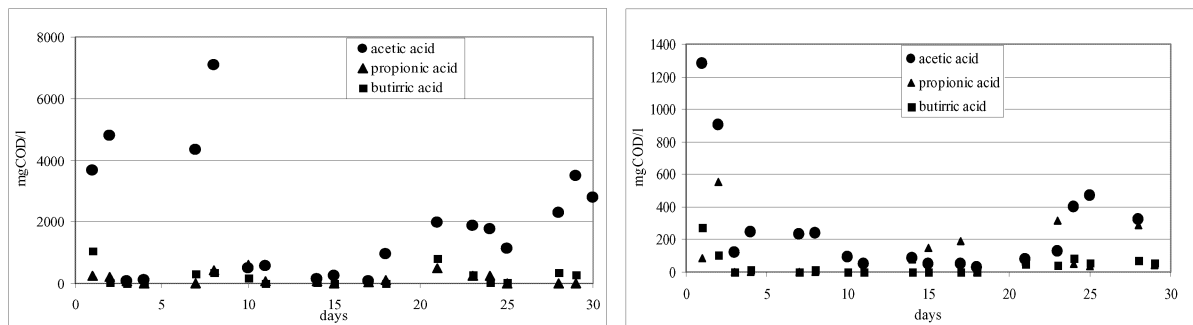 8000
6000
4000
2000
0
mgCOD/l
acetic acid
propionic acid
butirric acid
0 5 10 15 20 25 30
days
1400
1200
1000
800
600
400
200
0
mgCOD/l
acetic acid
propionic acid
butirric acid
0 5 10 15 20 25 30
days